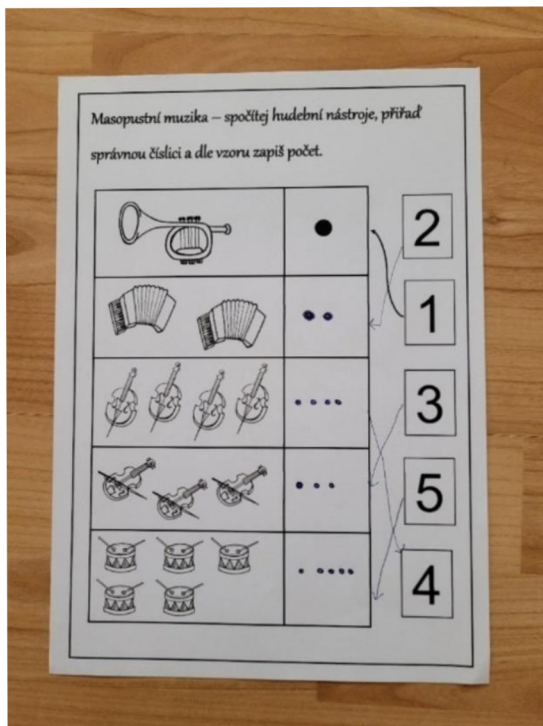 Masopustní muzika – spočítej hudební nástroje, přiřaď
správnou číslici a dle vzoru zapiš počet.
2
1
3
5
4